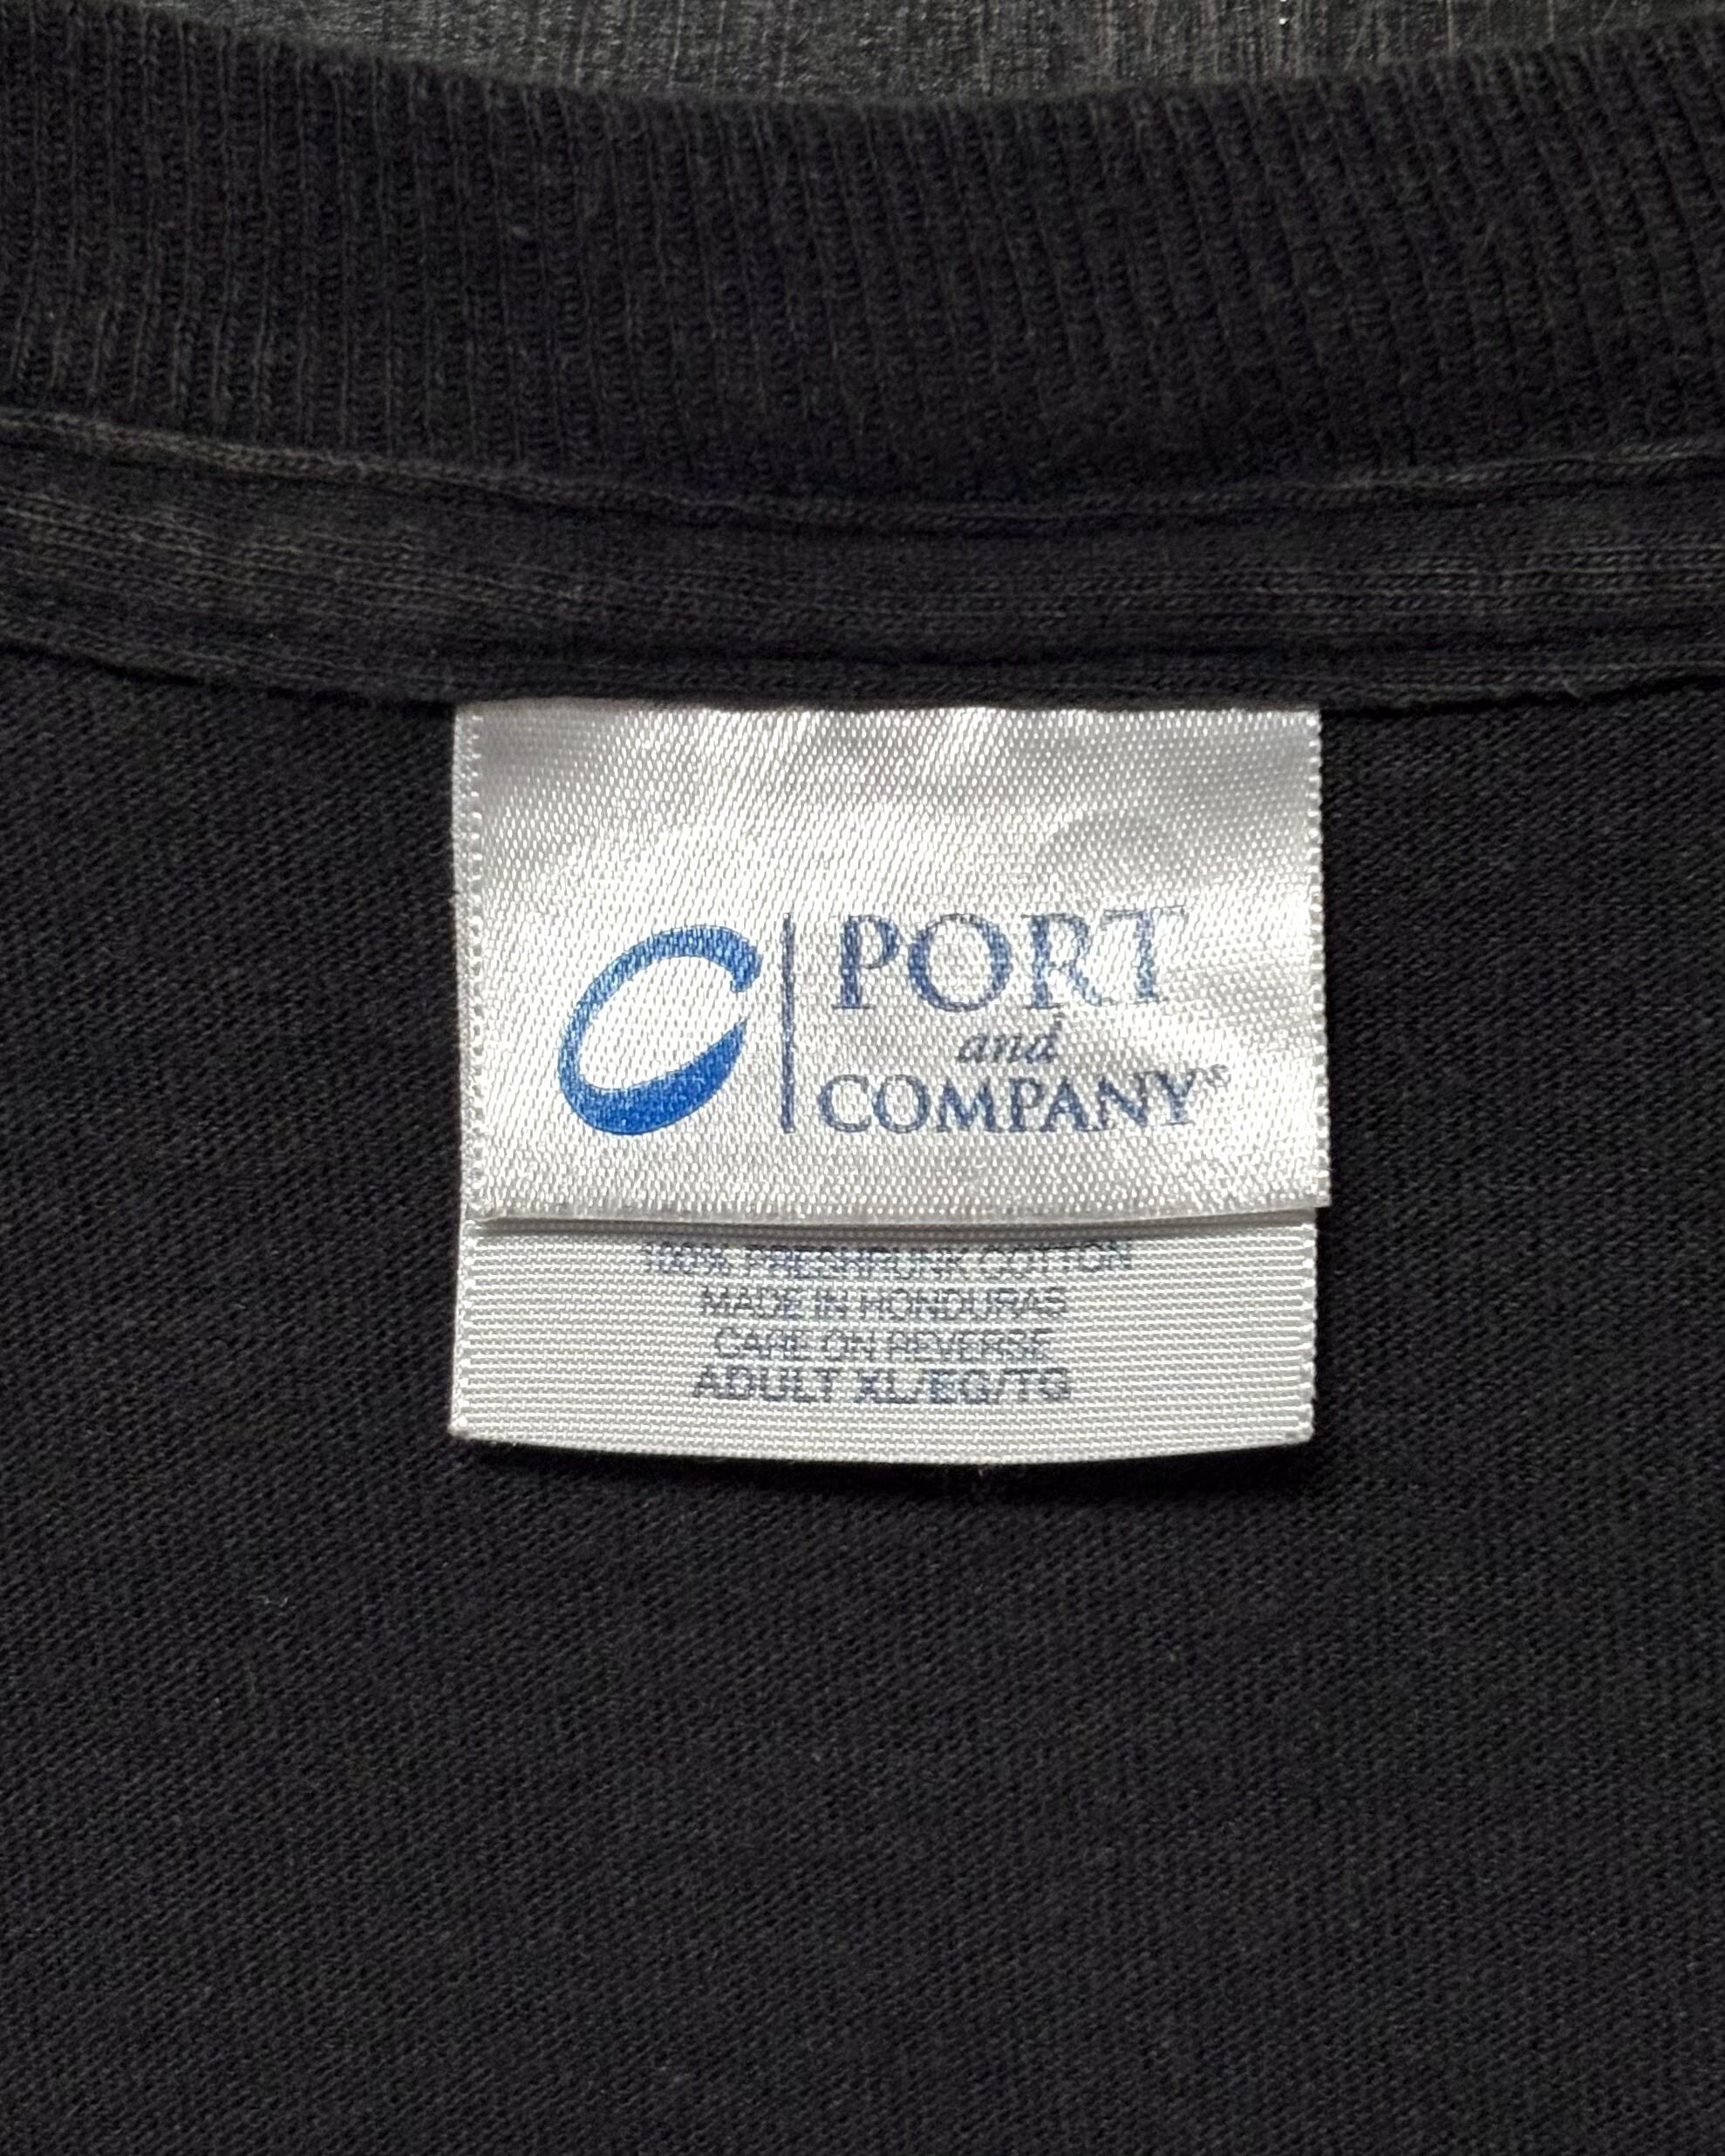 PORT
and
COMPANY®
100% PRESHRUNK COTTON
MADE IN HONDURAS
CARE ON REVERSE
ADULT XL/EG/TG